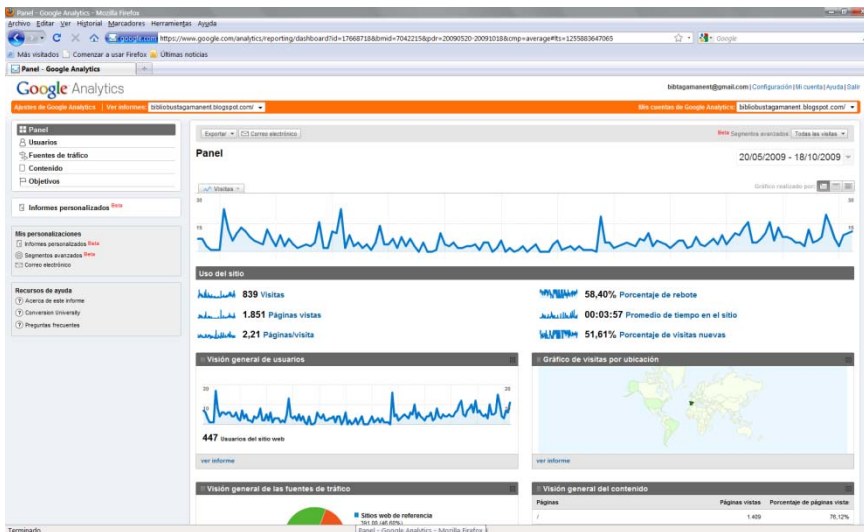 Panel - Google Analytics - Mozilla Firefox
Archivo Editar Ver Historial Marcadores Herramientas Ayuda
google.com https://www.google.com/analytics/reporting/dashboard?id=17668718&bmid=7042215&pdr=20090520-20091018&cmp=average#lts=1255883647065
Google
Más visitados Comenzar a usar Firefox Últimas noticias
Panel - Google Analytics
Google Analytics
bibtagamanent@gmail.com | Configuración | Mi cuenta | Ayuda | Salir
Ajustes de Google Analytics | Ver informes: bibliobustagamanent.blogspot.com/
Mis cuentas de Google Analytics: bibliobustagamanent.blogspot.com/
Panel
Usuarios
Fuentes de tráfico
Contenido
Objetivos
Informes personalizados Beta
Mis personalizaciones
Informes personalizados Beta
Segmentos avanzados Beta
Correo electrónico
Recursos de ayuda
Acerca de este informe
Conversion University
Preguntas frecuentes
Exportar Correo electrónico
Beta Segmentos avanzados: Todas las visitas
Panel
20/05/2009 - 18/10/2009
Visitas
Gráfico realizado por:
30 30
15 15
Uso del sitio
839 Visitas
1.851 Páginas vistas
2,21 Páginas/visita
58,40% Porcentaje de rebote
00:03:57 Promedio de tiempo en el sitio
51,61% Porcentaje de visitas nuevas
Visión general de usuarios
20 20
10 10
447 Usuarios del sitio web
ver informe
Gráfico de visitas por ubicación
ver informe
Visión general de las fuentes de tráfico
Sitios web de referencia
Visión general del contenido
Páginas Páginas vistas Porcentaje de páginas vista
/ 1.409 76,12%
Terminado
Panel - Google Analytics - Mozilla Firefox